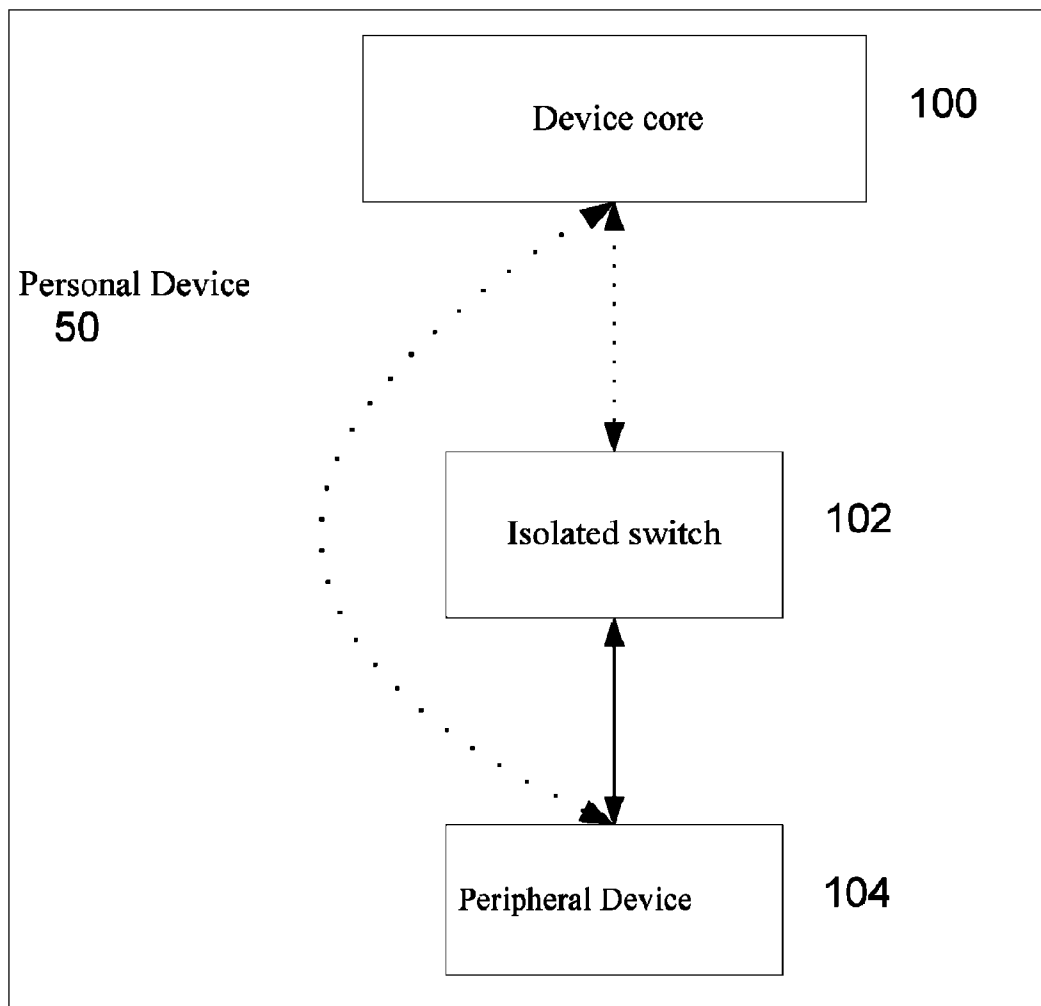 Device core
100
Personal Device
50
Isolated switch
102
Peripheral Device
104